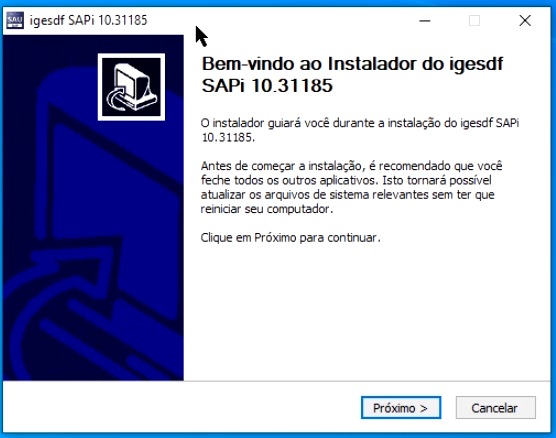 SAU
igesdf SAPi 10.31185
Bem-vindo ao Instalador do igesdf
SAPi 10.31185
O instalador guiará você durante a instalação do igesdf SAPi
10.31185.
Antes de começar a instalação, é recomendado que você
feche todos os outros aplicativos. Isto tornará possível
atualizar os arquivos de sistema relevantes sem ter que
reiniciar seu computador.
Clique em Próximo para continuar.
Próximo >
Cancelar